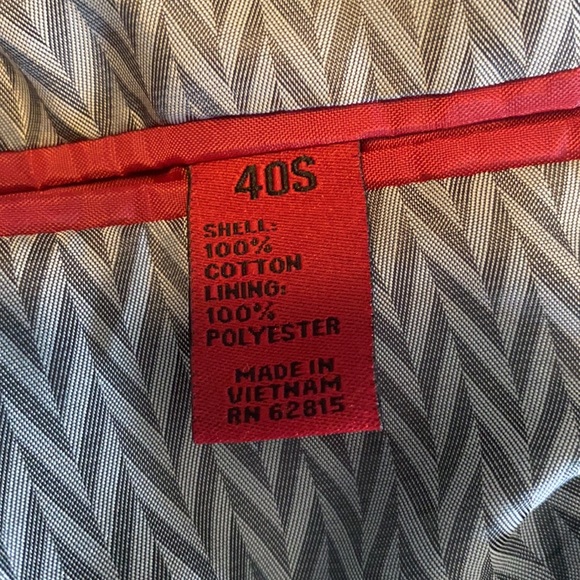 40S
SHELL:
100%
COTTON
LINING:
100%
POLYESTER
MADE IN
VIETNAM
RN 62815